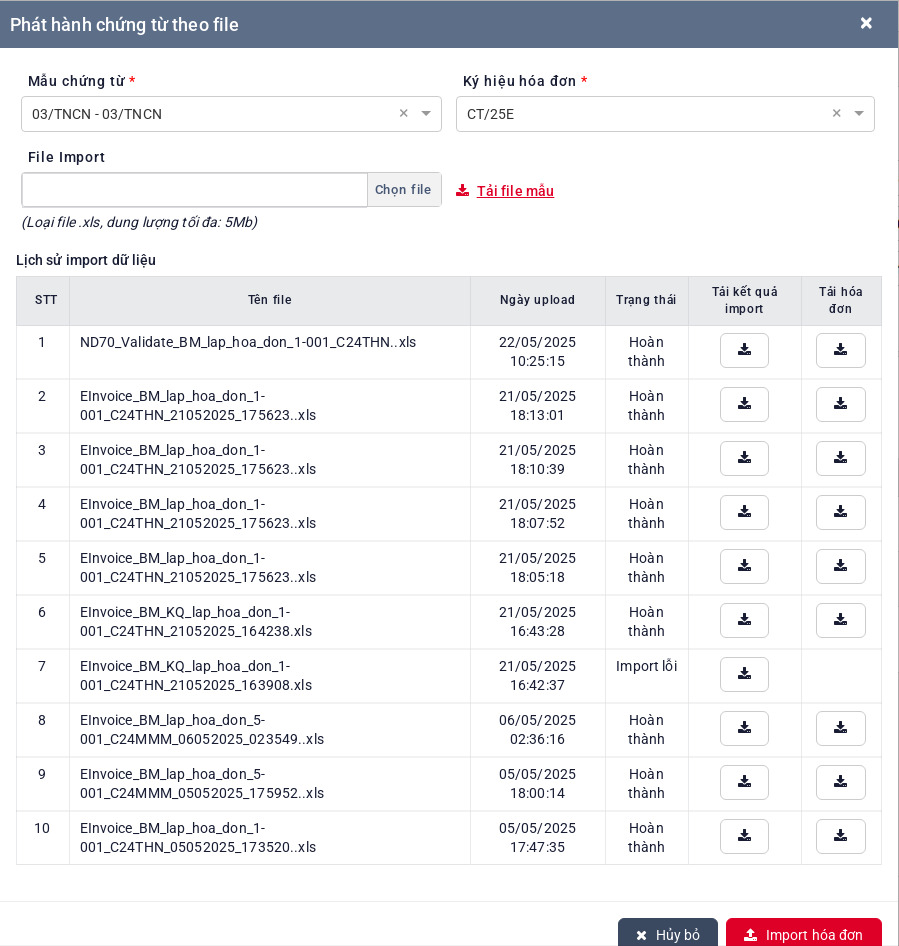 Phát hành chứng từ theo file
Mẫu chứng từ *
Ký hiệu hóa đơn *
03/TNCN - 03/TNCN
CT/25E
File Import
Chọn file
Tải file mẫu
(Loại file .xls, dung lượng tối đa: 5Mb)
Lịch sử import dữ liệu
STT Tên file Ngày upload Trạng thái Tải kết quả import Tải hóa đơn
1 ND70_Validate_BM_lap_hoa_don_1-001_C24THN..xls 22/05/2025 10:25:15 Hoàn thành
2 EInvoice_BM_lap_hoa_don_1-001_C24THN_21052025_175623..xls 21/05/2025 18:13:01 Hoàn thành
3 EInvoice_BM_lap_hoa_don_1-001_C24THN_21052025_175623..xls 21/05/2025 18:10:39 Hoàn thành
4 EInvoice_BM_lap_hoa_don_1-001_C24THN_21052025_175623..xls 21/05/2025 18:07:52 Hoàn thành
5 EInvoice_BM_lap_hoa_don_1-001_C24THN_21052025_175623..xls 21/05/2025 18:05:18 Hoàn thành
6 EInvoice_BM_KQ_lap_hoa_don_1-001_C24THN_21052025_164238.xls 21/05/2025 16:43:28 Hoàn thành
7 EInvoice_BM_KQ_lap_hoa_don_1-001_C24THN_21052025_163908.xls 21/05/2025 16:42:37 Import lỗi
8 EInvoice_BM_lap_hoa_don_5-001_C24MMM_06052025_023549..xls 06/05/2025 02:36:16 Hoàn thành
9 EInvoice_BM_lap_hoa_don_5-001_C24MMM_05052025_175952..xls 05/05/2025 18:00:14 Hoàn thành
10 EInvoice_BM_lap_hoa_don_1-001_C24THN_05052025_173520..xls 05/05/2025 17:47:35 Hoàn thành
Hủy bỏ
Import hóa đơn